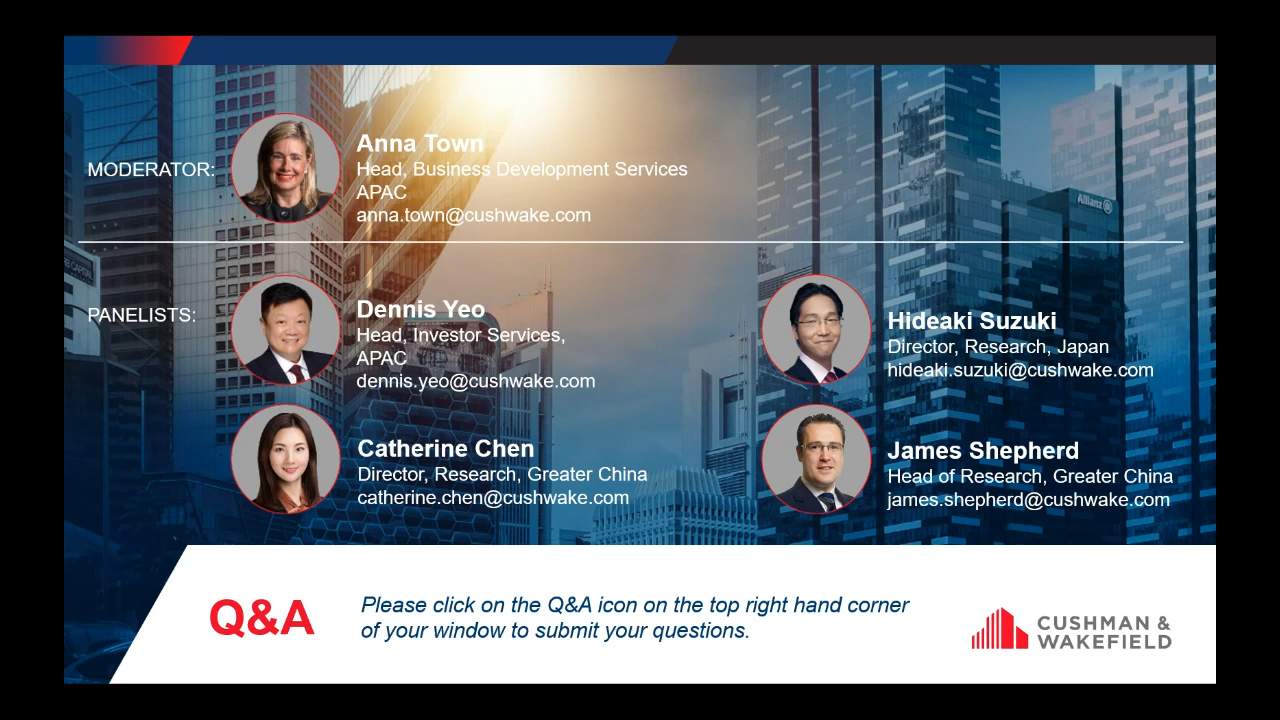 MODERATOR:
Anna Town
Head, Business Development Services
APAC
anna.town@cushwake.com
Allianz
PANELISTS:
Dennis Yeo
Head, Investor Services,
APAC
dennis.yeo@cushwake.com
Hideaki Suzuki
Director, Research, Japan
hideaki.suzuki@cushwake.com
Catherine Chen
Director, Research, Greater China
catherine.chen@cushwake.com
James Shepherd
Head of Research, Greater China
james.shepherd@cushwake.com
Q&A
Please click on the Q&A icon on the top right hand corner
of your window to submit your questions.
CUSHMAN &
WAKEFIELD